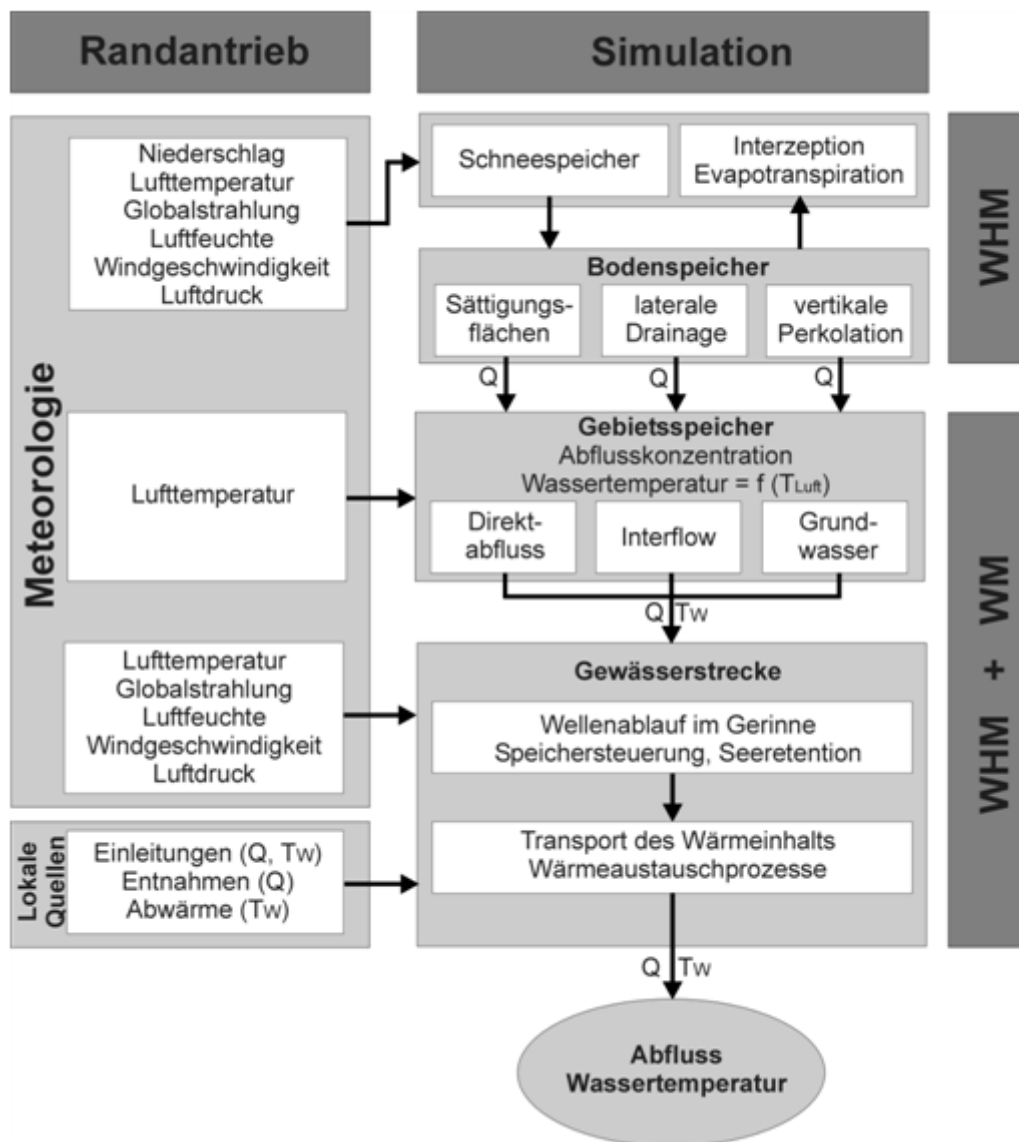 Randantrieb
Simulation
Meteorologie
Niederschlag
Lufttemperatur
Globalstrahlung
Luftfeuchte
Windgeschwindigkeit
Luftdruck
Schneespeicher
Interzeption
Evapotranspiration
WHM
Bodenspeicher
Sättigungs-
flächen
laterale
Drainage
vertikale
Perkolation
Q
Q
Q
Lufttemperatur
Gebietsspeicher
Abflusskonzentration
Wassertemperatur = f (TLuft)
Direkt-
abfluss
Interflow
Grund-
wasser
Q TW
WHM + WM
Lufttemperatur
Globalstrahlung
Luftfeuchte
Windgeschwindigkeit
Luftdruck
Gewässerstrecke
Wellenablauf im Gerinne
Speichersteuerung, Seeretention
Lokale
Quellen
Einleitungen (Q, TW)
Entnahmen (Q)
Abwärme (TW)
Transport des Wärmeinhalts
Wärmeaustauschprozesse
Q TW
Abfluss
Wassertemperatur